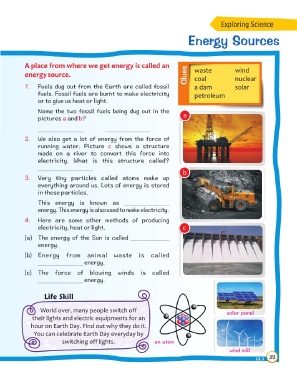 Exploring Science
Energy Sources
A place from where we get energy is called an
energy source.
Clues
waste wind
coal nuclear
a dam solar
petroleum
1. Fuels dug out from the Earth are called fossil
fuels. Fossil fuels are burnt to make electricity
or to give us heat or light.
Name the two fossil fuels being dug out in the
pictures a and b?
2. We also get a lot of energy from the force of
running water. Picture c shows a structure
made on a river to convert this force into
electricity. What is this structure called?
3. Very tiny particles called atoms make up
everything around us. Lots of energy is stored
in these particles.
This energy is known as
energy. This energy is also used to make electricity.
4. Here are some other methods of producing
electricity, heat or light.
(a) The energy of the Sun is called
energy.
(b) Energy from animal waste is called
energy.
(c) The force of blowing winds is called
energy.
a
b
c
Life Skill
World over, many people switch off
their lights and electric equipments for an
hour on Earth Day. Find out why they do it.
You can celebrate Earth Day everyday by
switching off lights.
an atom
solar panel
wind mill